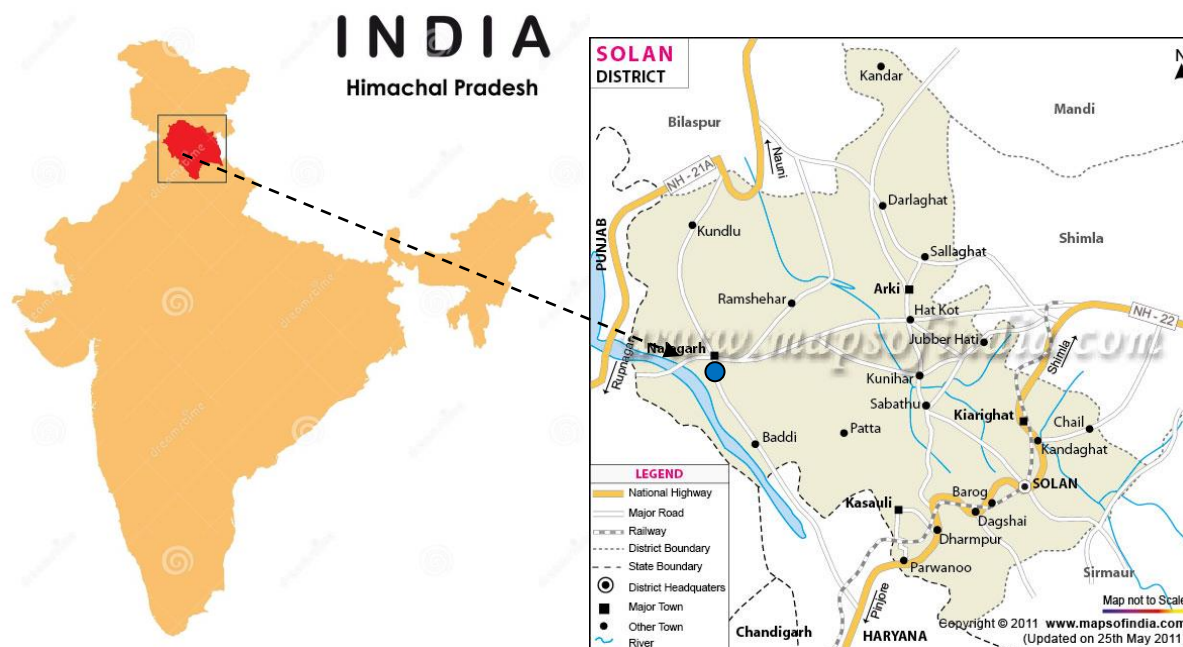 INDIA
Himachal Pradesh
dreamstime
SOLAN
DISTRICT
N
Kandar
Mandi
Bilaspur
Nauni
NH - 21A
Darlaghat
Kundlu
PUNJAB
Shimla
Sallaghat
Arki
Ramshehar
Hat Kot
NH - 22
www.mapsofindia.com
Jubber Hati
Nalagarh
Rupnagar
Shimla
Kunihar
Sabathu
Kiarighat
Chail
Patta
Baddi
Kandaghat
LEGEND
National Highway
Major Road
Railway
District Boundary
State Boundary
District Headquaters
Major Town
Other Town
River
SOLAN
Barog
Kasauli
Dagshai
Dharmpur
Parwanoo
Sirmaur
Pinjore
Map not to Scale
Copyright © 2011 www.mapsofindia.com
(Updated on 25th May 2011
Chandigarh
HARYANA